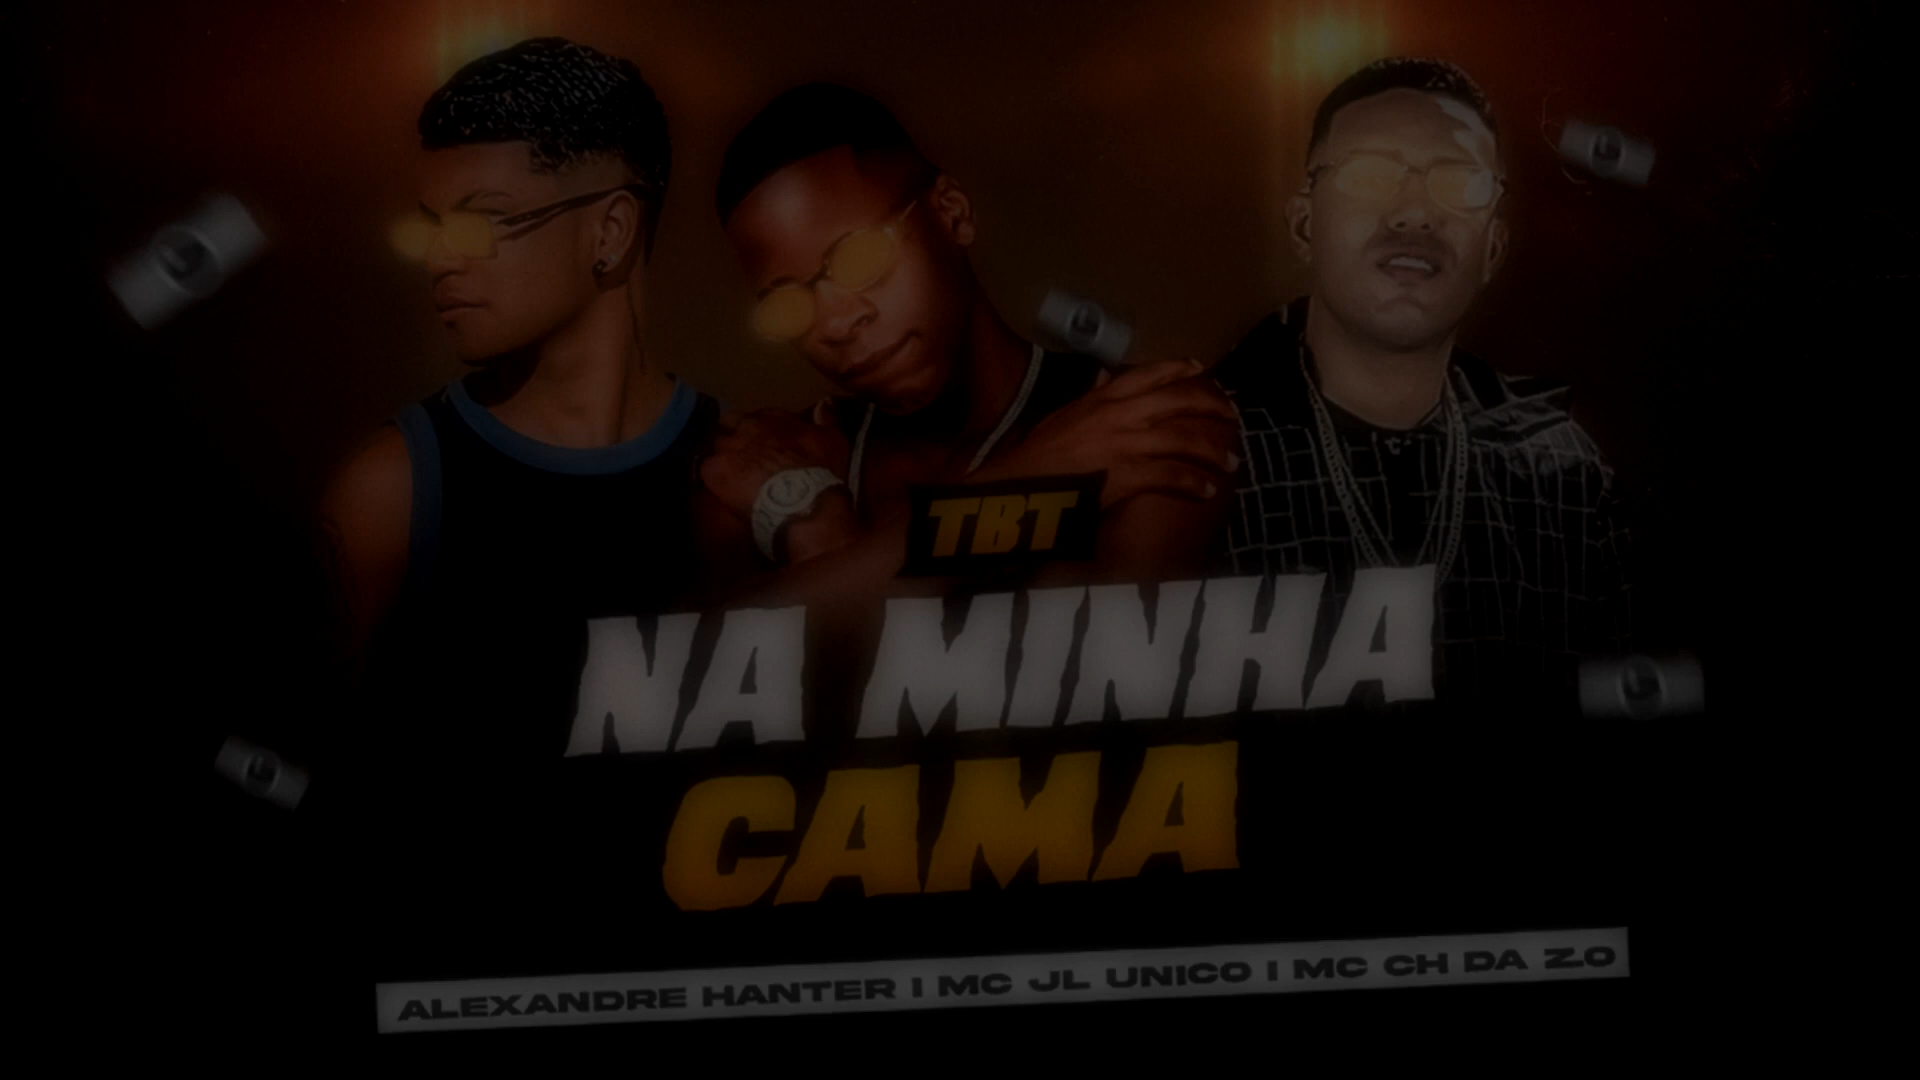 TBT
NA MINHA
CAMA
ALEXANDRE HANTER | MC JL UNICO | MC CH DA Z.O